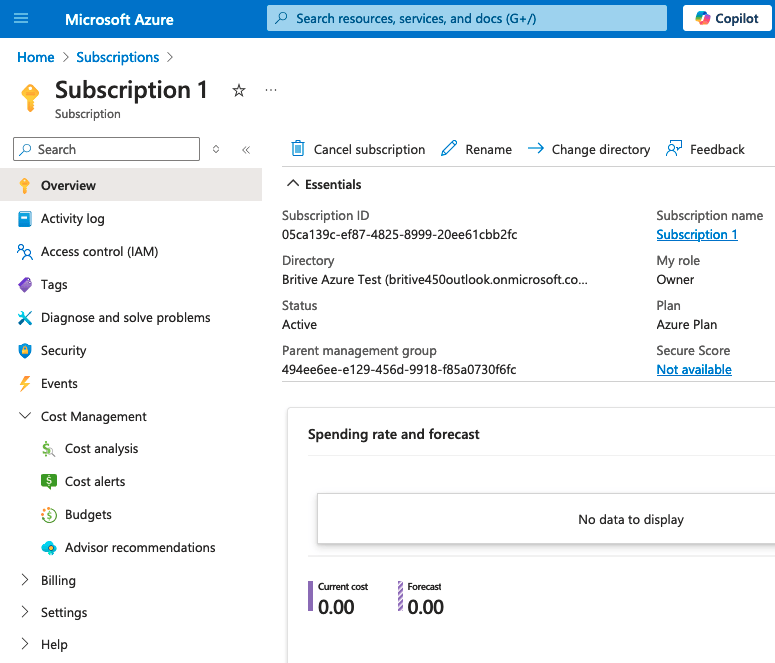 Microsoft Azure
Search resources, services, and docs (G+/)
Copilot
Home > Subscriptions >
Subscription 1
Subscription
Search
Overview
Activity log
Access control (IAM)
Tags
Diagnose and solve problems
Security
Events
Cost Management
Cost analysis
Cost alerts
Budgets
Advisor recommendations
Billing
Settings
Help
Cancel subscription Rename Change directory Feedback
Essentials
Subscription ID
05ca139c-ef87-4825-8999-20ee61cbb2fc
Directory
Britive Azure Test (britive450outlook.onmicrosoft.co...
Status
Active
Parent management group
494ee6ee-e129-456d-9918-f85a0730f6fc
Subscription name
Subscription 1
My role
Owner
Plan
Azure Plan
Secure Score
Not available
Spending rate and forecast
No data to display
Current cost
0.00
Forecast
0.00